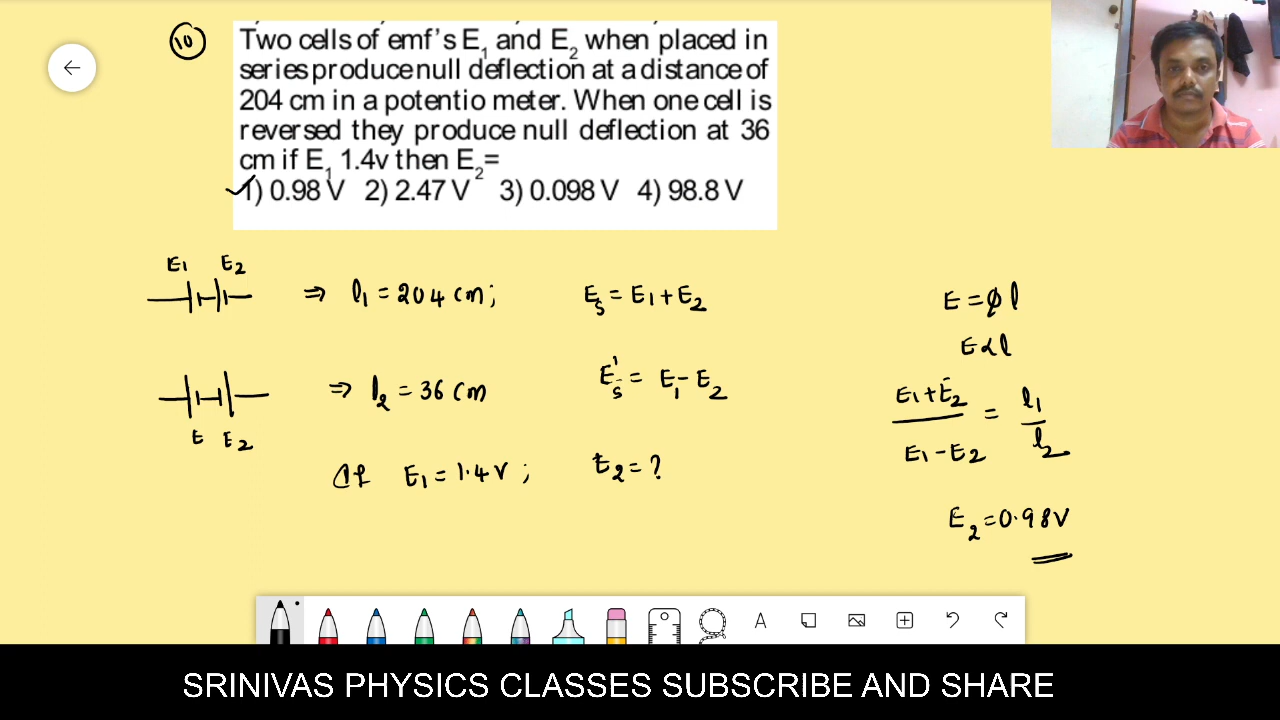 10
Two cells of emf's E1 and E2 when placed in
series produce null deflection at a distance of
204 cm in a potentio meter. When one cell is
reversed they produce null deflection at 36
cm if E1 1.4v then E2=
1) 0.98 V 2) 2.47 V 3) 0.098 V 4) 98.8 V
E1 E2
⇒ l1 = 204 cm; Es = E1 + E2
E = ϕ l
E α l
⇒ l2 = 36 cm E's = E1 - E2
E E2
E1 + E2 / E1 - E2 = l1 / l2
If E1 = 1.4 V; E2 = ?
E2 = 0.98V
A
SRINIVAS PHYSICS CLASSES SUBSCRIBE AND SHARE